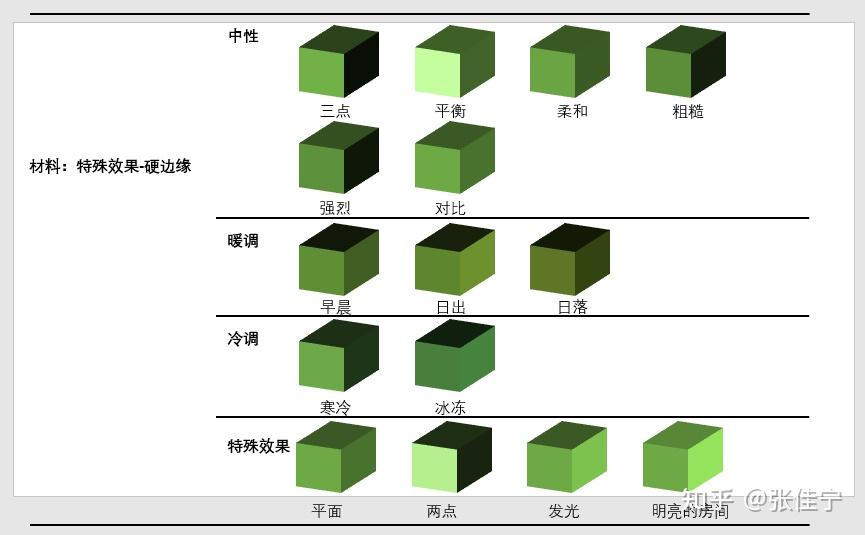 中性
三点 平衡 柔和 粗糙
材料：特殊效果-硬边缘
强烈 对比
暖调
早晨 日出 日落
冷调
寒冷 冰冻
特殊效果
平面 两点 发光 明亮的房间
知乎 @张佳宁